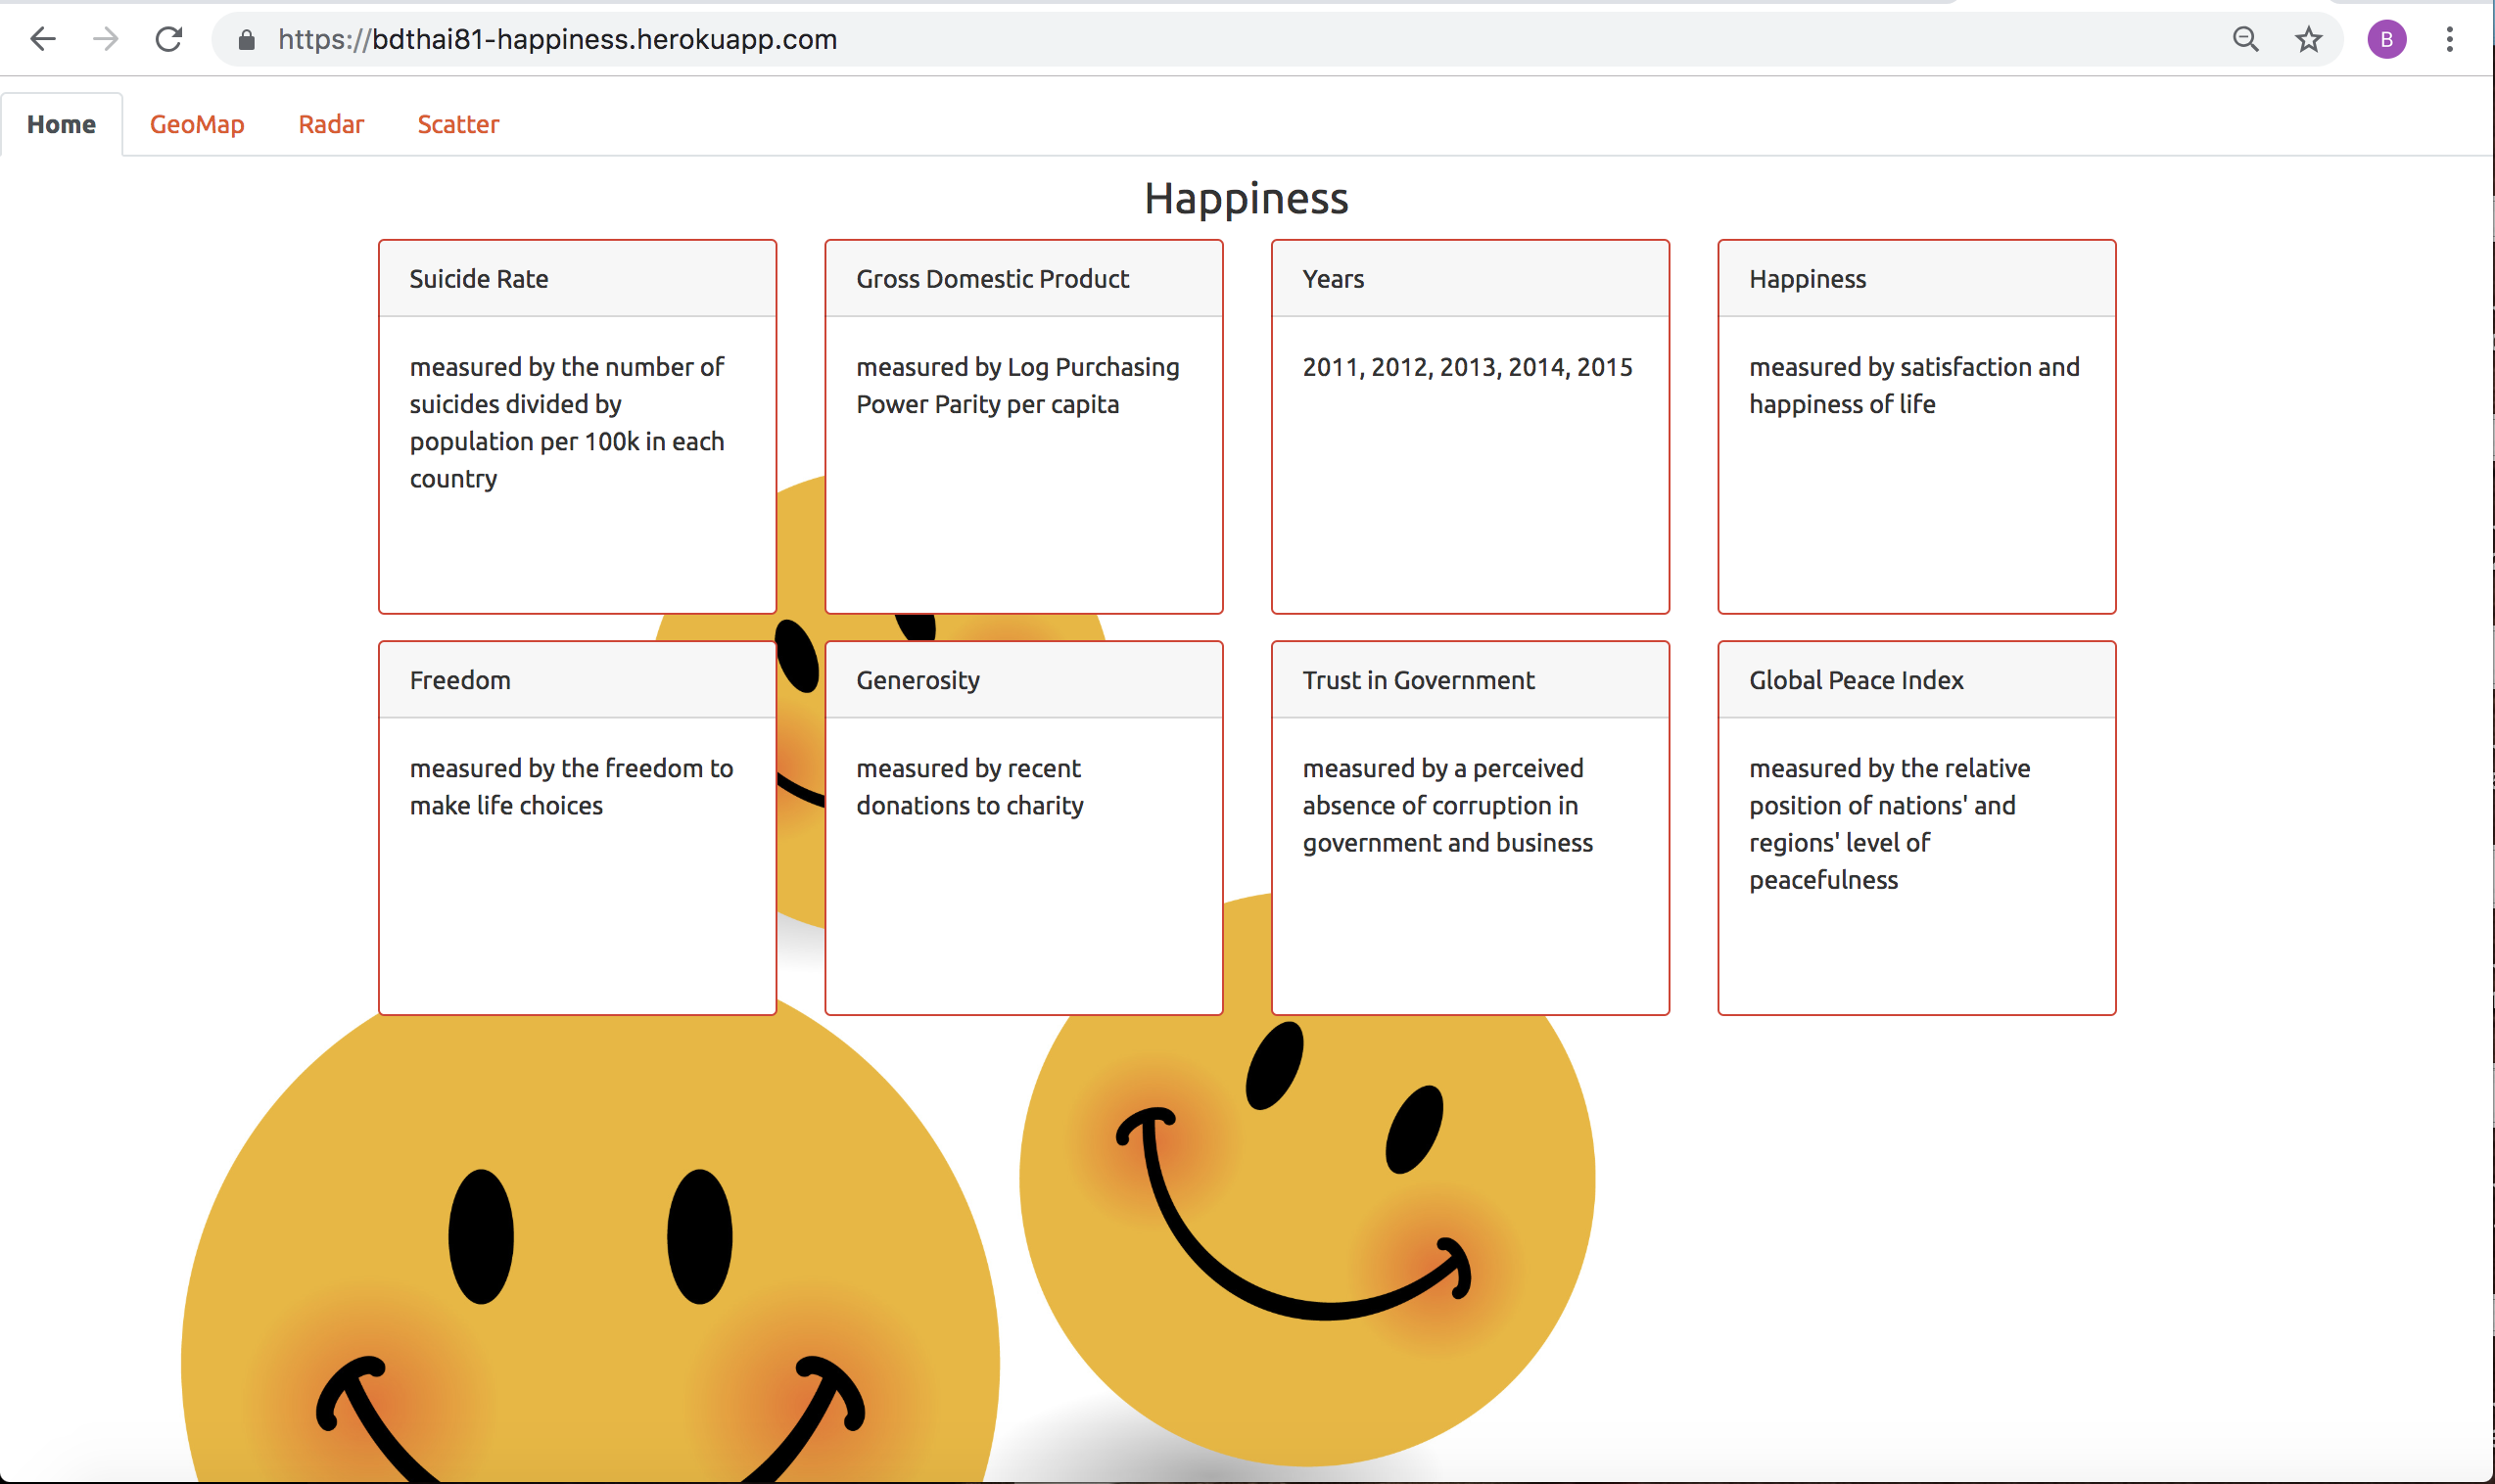 https://bdthai81-happiness.herokuapp.com
B
Home GeoMap Radar Scatter
Happiness
Suicide Rate
measured by the number of
suicides divided by
population per 100k in each
country
Gross Domestic Product
measured by Log Purchasing
Power Parity per capita
Years
2011, 2012, 2013, 2014, 2015
Happiness
measured by satisfaction and
happiness of life
Freedom
measured by the freedom to
make life choices
Generosity
measured by recent
donations to charity
Trust in Government
measured by a perceived
absence of corruption in
government and business
Global Peace Index
measured by the relative
position of nations' and
regions' level of
peacefulness